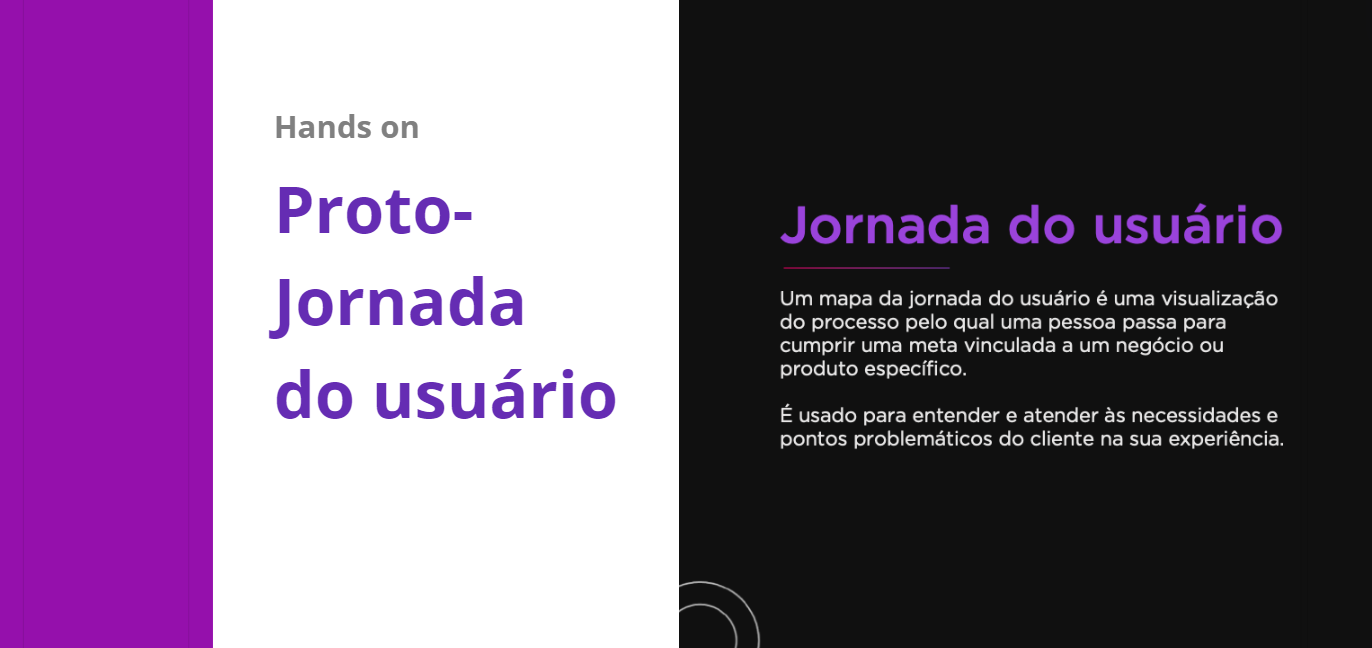 Hands on
Proto-
Jornada
do usuário
Jornada do usuário
Um mapa da jornada do usuário é uma visualização
do processo pelo qual uma pessoa passa para
cumprir uma meta vinculada a um negócio ou
produto específico.
É usado para entender e atender às necessidades e
pontos problemáticos do cliente na sua experiência.